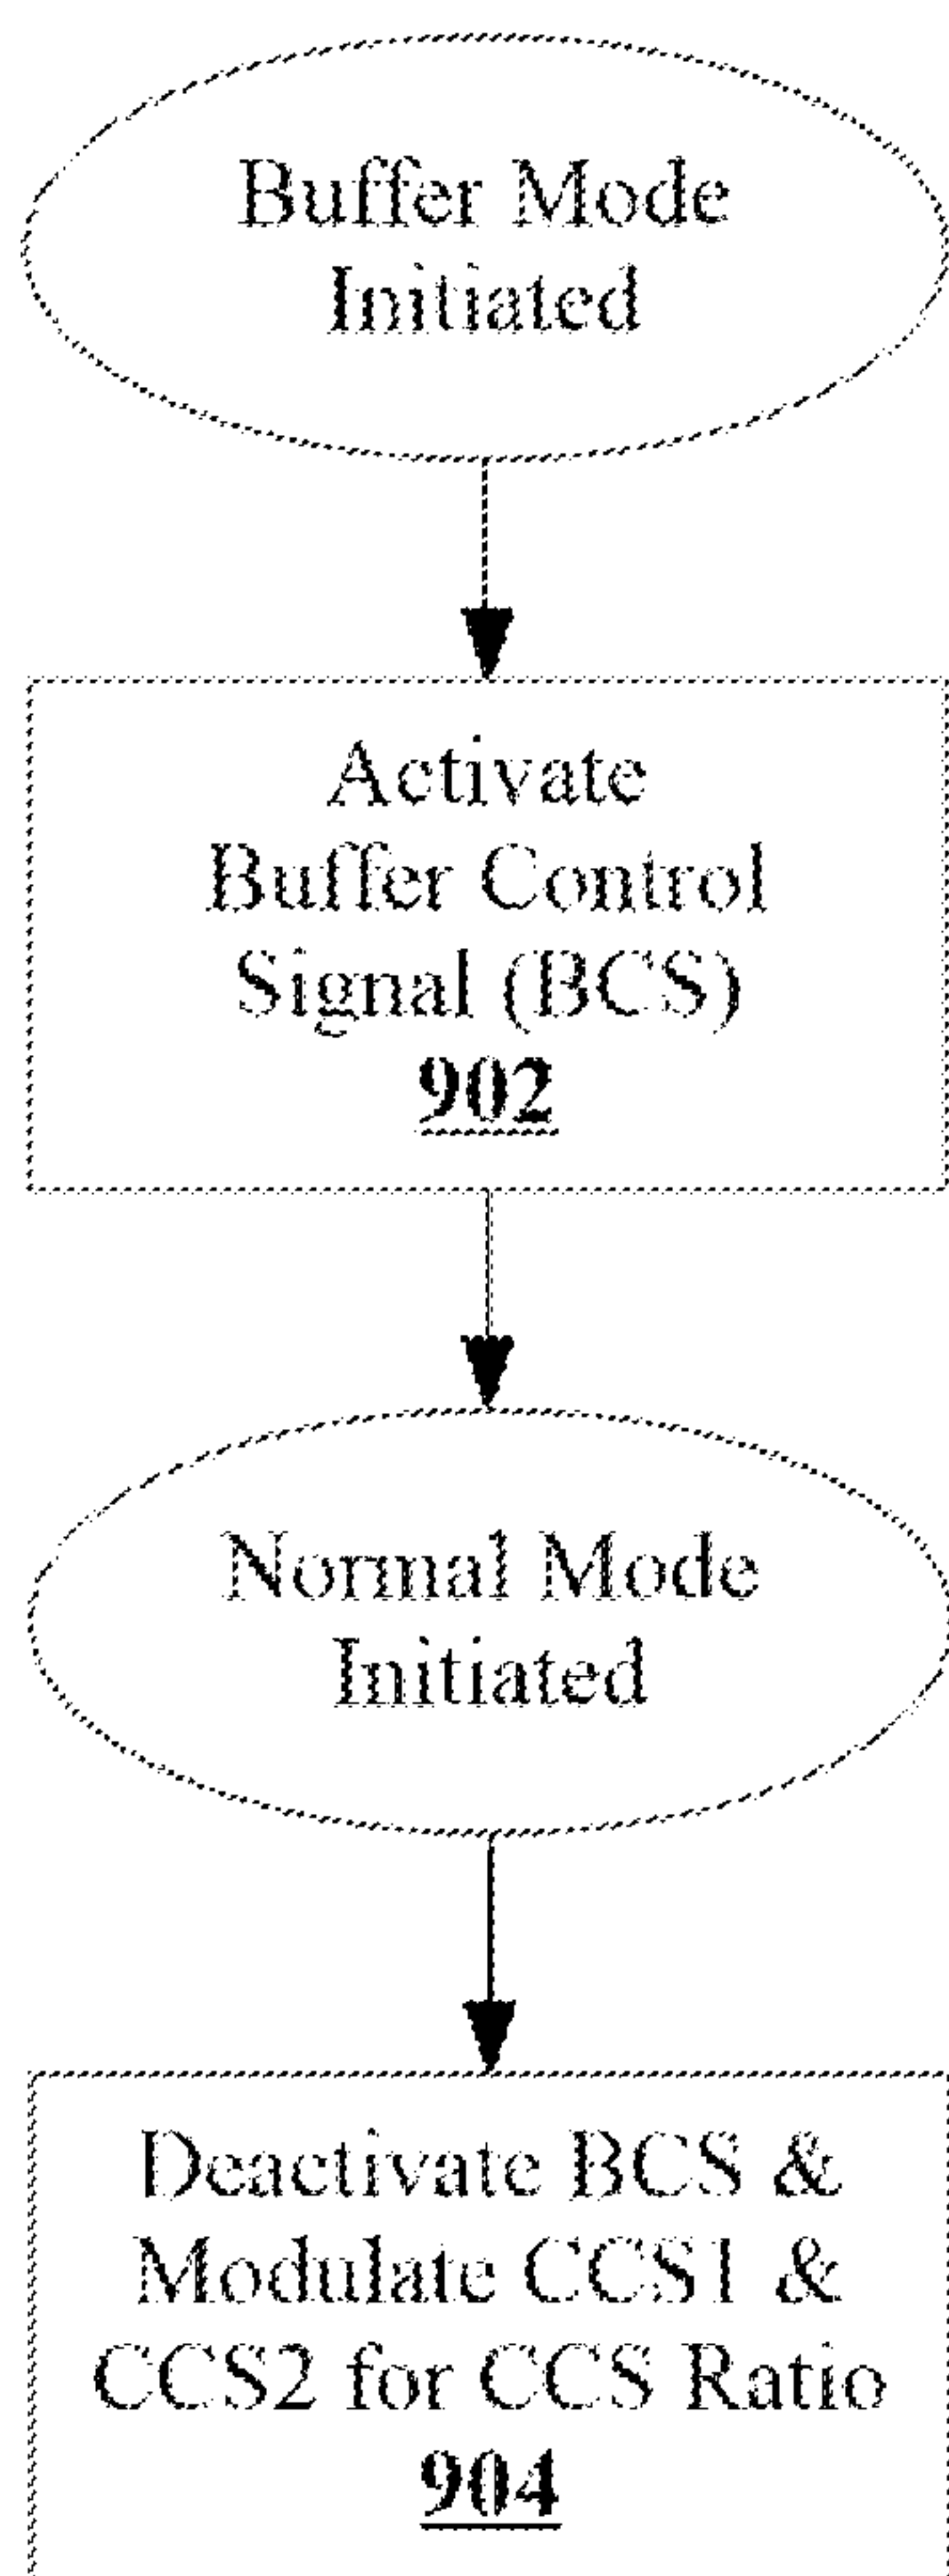 Buffer Mode
Initiated
Activate
Buffer Control
Signal (BCS)
902
Normal Mode
Initiated
Deactivate BCS &
Modulate CCS1 &
CCS2 for CCS Ratio
904